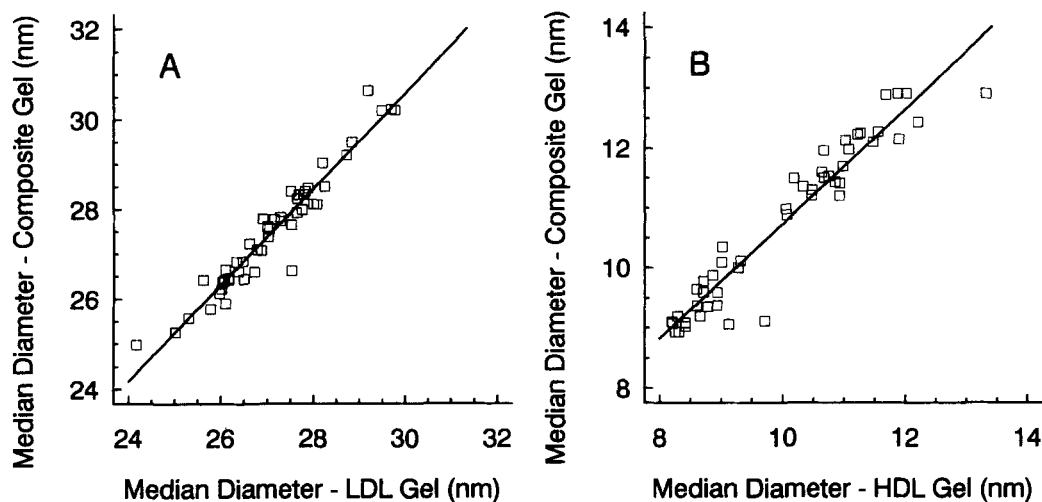 A
Median Diameter - Composite Gel (nm)
32
30
28
26
24
24 26 28 30 32
Median Diameter - LDL Gel (nm)
B
Median Diameter - Composite Gel (nm)
14
12
10
8
8 10 12 14
Median Diameter - HDL Gel (nm)